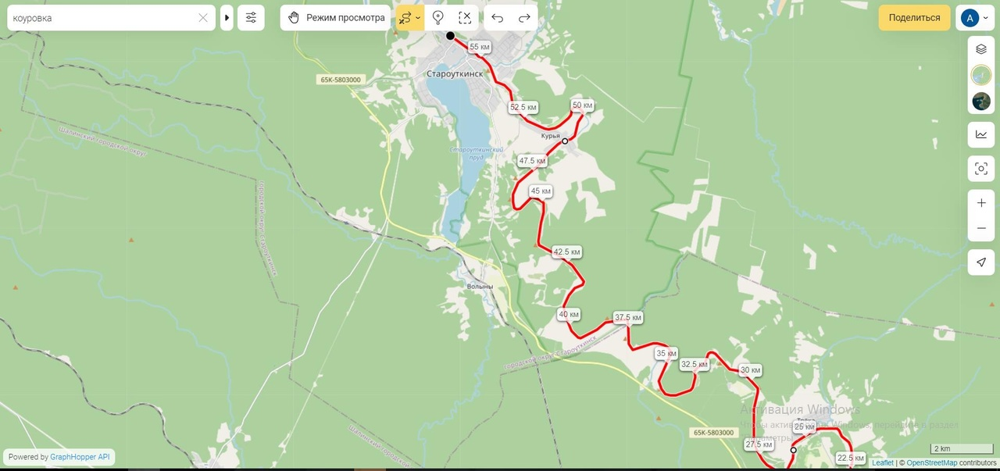 коуровка
Режим просмотра
Поделиться
А
55 км
Староуткинск
65К-5803000
52.5 км
50 км
Шалинский городской округ
Курья
Староуткинский
пруд
47.5 км
45 км
городской округ Староуткинск
42.5 км
Волыны
40 км
37.5 км
городской округ Староуткинск
35 км
32.5 км
30 км
Активация Windows
Чтобы активировать Windows, перейдите в раздел
параметры
25 км
65К-5803000
27.5 км
22.5 км
2 km
Powered by GraphHopper API
Leaflet | © OpenStreetMap contributors